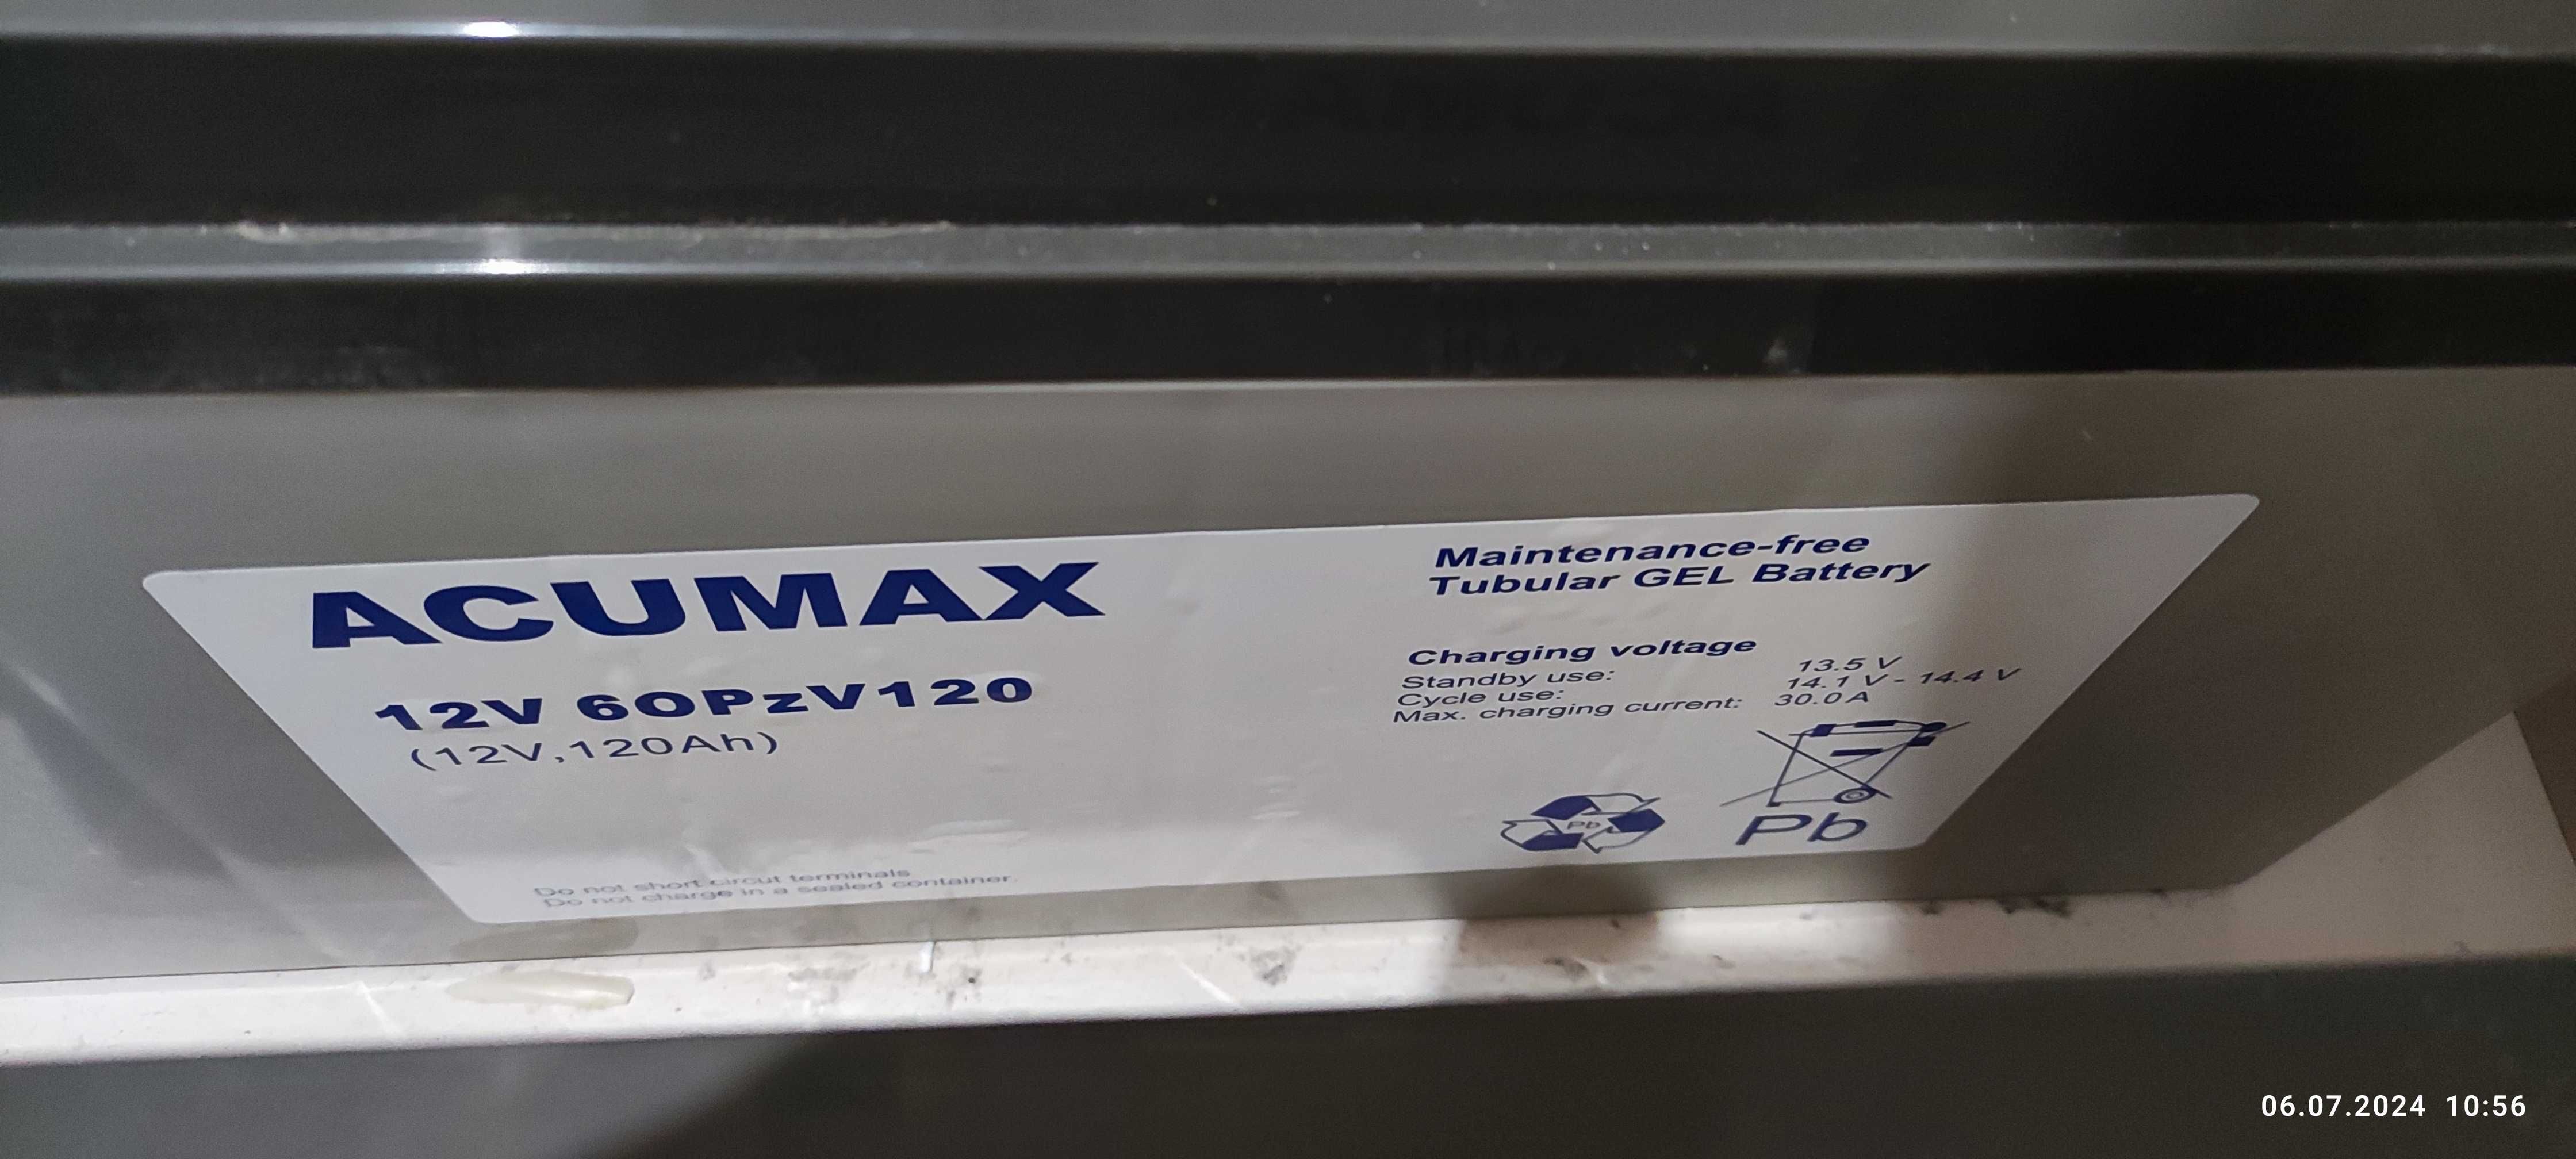 ACUMAX
12V 6OPzV120
(12V,120Ah)
Do not short circut terminals
Do not charge in a sealed container.
Maintenance-free
Tubular GEL Battery
Charging voltage
Standby use: 13.5 V
Cycle use: 14.1 V - 14.4 V
Max. charging current: 30.0 A
Pb
Pb
06.07.2024 10:56